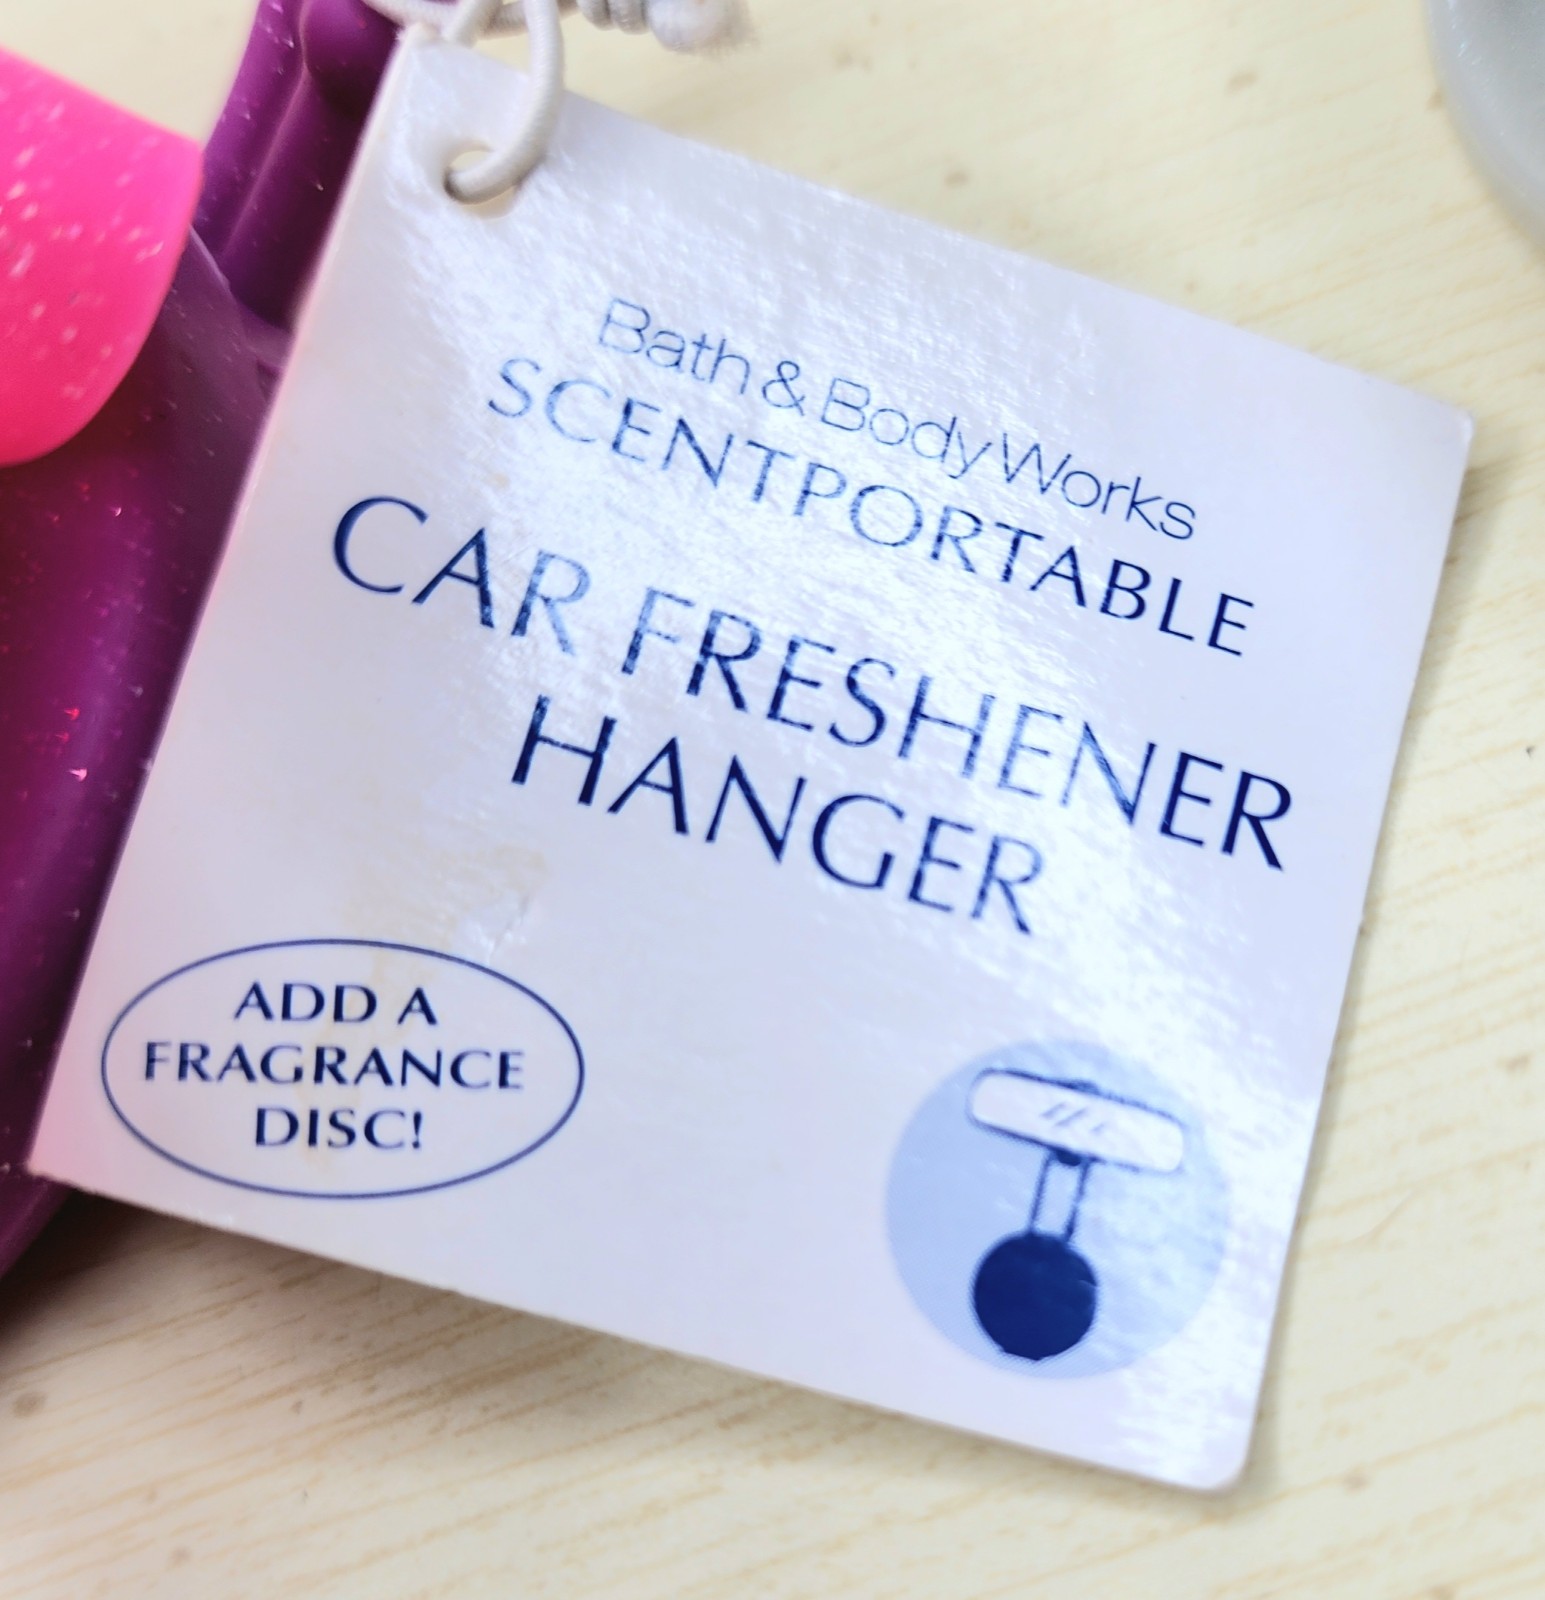 Bath & Body Works
SCENTPORTABLE
CAR FRESHENER
HANGER
ADD A
FRAGRANCE
DISC!